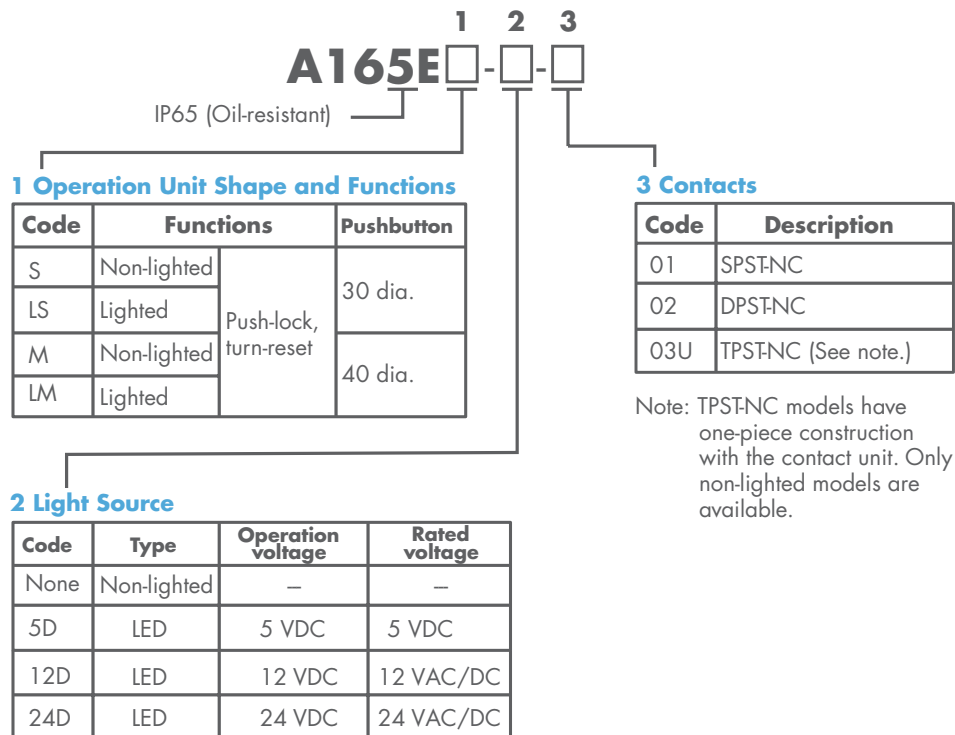 1 2 3
A165E□-□-□
IP65 (Oil-resistant)
1 Operation Unit Shape and Functions
Code Functions Pushbutton
S Non-lighted Push-lock, turn-reset 30 dia.
LS Lighted
M Non-lighted 40 dia.
LM Lighted
3 Contacts
Code Description
01 SPST-NC
02 DPST-NC
03U TPST-NC (See note.)
Note: TPST-NC models have
one-piece construction
with the contact unit. Only
non-lighted models are
available.
2 Light Source
Code Type Operation voltage Rated voltage
None Non-lighted – –
5D LED 5 VDC 5 VDC
12D LED 12 VDC 12 VAC/DC
24D LED 24 VDC 24 VAC/DC